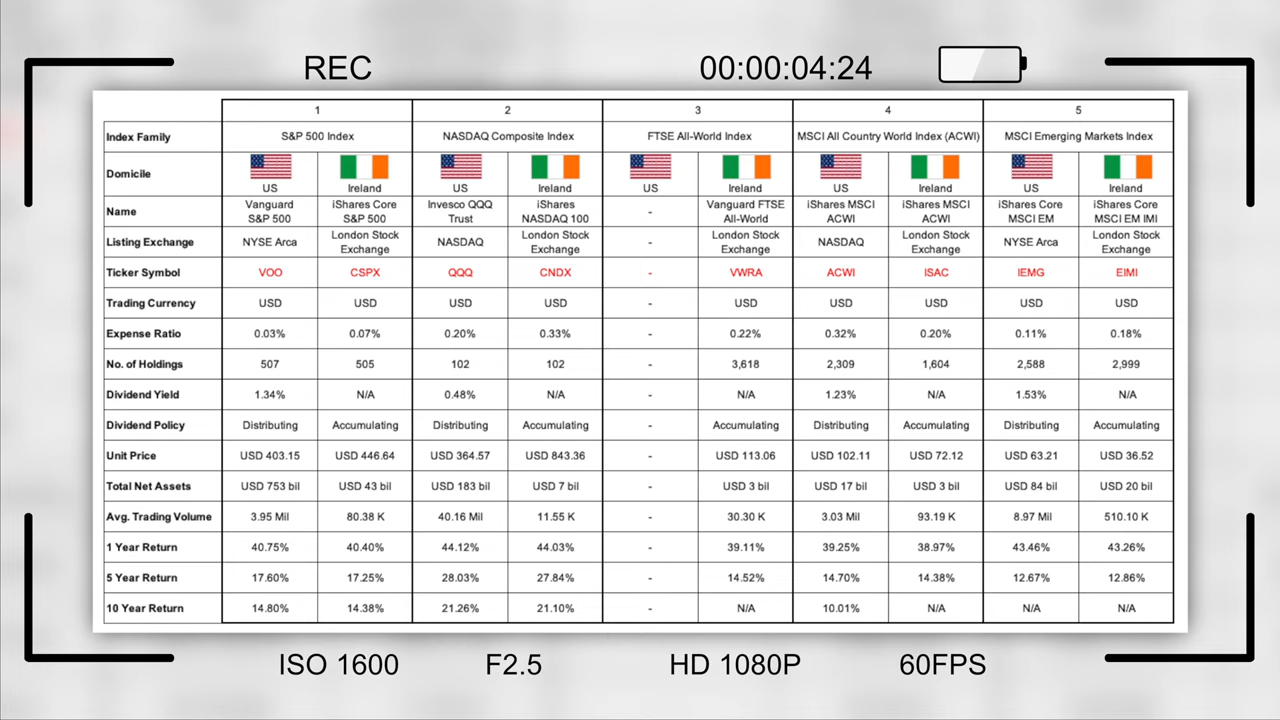 REC
00:00:04:24
1 2 3 4 5
Index Family S&P 500 Index NASDAQ Composite Index FTSE All-World Index MSCI All Country World Index (ACWI) MSCI Emerging Markets Index
Domicile US Ireland US Ireland US Ireland US Ireland US Ireland
Name Vanguard S&P 500 iShares Core S&P 500 Invesco QQQ Trust iShares NASDAQ 100 - Vanguard FTSE All-World iShares MSCI ACWI iShares MSCI ACWI iShares Core MSCI EM iShares Core MSCI EM IMI
Listing Exchange NYSE Arca London Stock Exchange NASDAQ London Stock Exchange - London Stock Exchange NASDAQ London Stock Exchange NYSE Arca London Stock Exchange
Ticker Symbol VOO CSPX QQQ CNDX - VWRA ACWI ISAC IEMG EIMI
Trading Currency USD USD USD USD - USD USD USD USD USD
Expense Ratio 0.03% 0.07% 0.20% 0.33% - 0.22% 0.32% 0.20% 0.11% 0.18%
No. of Holdings 507 505 102 102 - 3,618 2,309 1,604 2,588 2,999
Dividend Yield 1.34% N/A 0.48% N/A - N/A 1.23% N/A 1.53% N/A
Dividend Policy Distributing Accumulating Distributing Accumulating - Accumulating Distributing Accumulating Distributing Accumulating
Unit Price USD 403.15 USD 446.64 USD 364.57 USD 843.36 - USD 113.06 USD 102.11 USD 72.12 USD 63.21 USD 36.52
Total Net Assets USD 753 bil USD 43 bil USD 183 bil USD 7 bil - USD 3 bil USD 17 bil USD 3 bil USD 84 bil USD 20 bil
Avg. Trading Volume 3.95 Mil 80.38 K 40.16 Mil 11.55 K - 30.30 K 3.03 Mil 93.19 K 8.97 Mil 510.10 K
1 Year Return 40.75% 40.40% 44.12% 44.03% - 39.11% 39.25% 38.97% 43.46% 43.26%
5 Year Return 17.60% 17.25% 28.03% 27.84% - 14.52% 14.70% 14.38% 12.67% 12.86%
10 Year Return 14.80% 14.38% 21.26% 21.10% - N/A 10.01% N/A N/A N/A
ISO 1600
F2.5
HD 1080P
60FPS